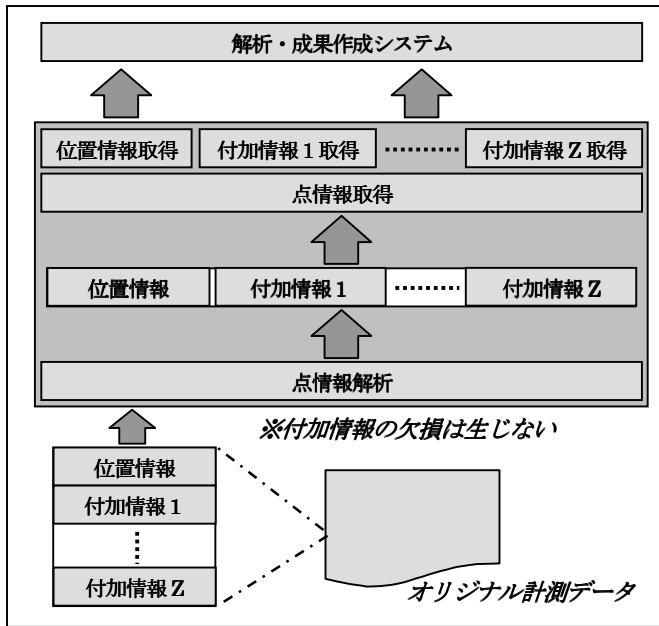 解析・成果作成システム
位置情報取得 付加情報1取得 付加情報Z取得
点情報取得
位置情報 付加情報1 付加情報Z
点情報解析
※付加情報の欠損は生じない
位置情報
付加情報1
付加情報Z
オリジナル計測データ